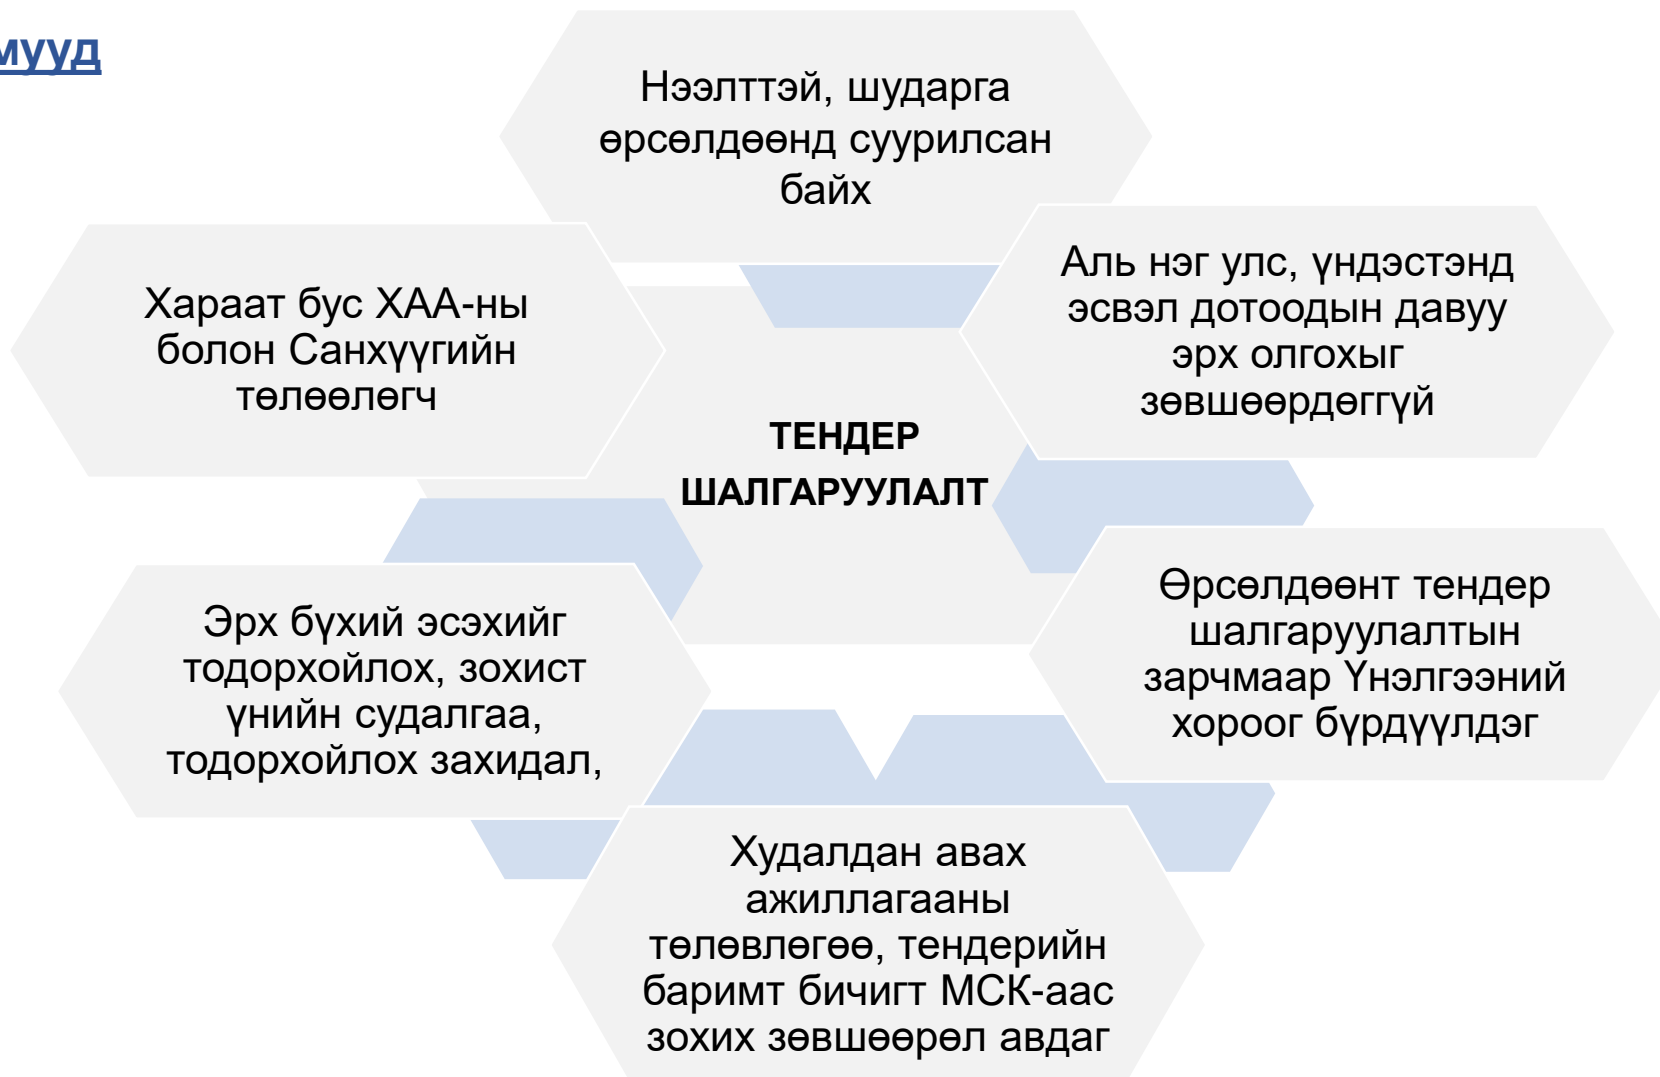 мууд
Нээлттэй, шударга
өрсөлдөөнд суурилсан
байх
Аль нэг улс, үндэстэнд
эсвэл дотоодын давуу
эрх олгохыг
зөвшөөрдөггүй
Өрсөлдөөнт тендер
шалгаруулалтын
зарчмаар Үнэлгээний
хороог бүрдүүлдэг
Худалдан авах
ажиллагааны
төлөвлөгөө, тендерийн
баримт бичигт МСК-аас
зохих зөвшөөрөл авдаг
Эрх бүхий эсэхийг
тодорхойлох, зохист
үнийн судалгаа,
тодорхойлох захидал,
Хараат бус ХАА-ны
болон Санхүүгийн
төлөөлөгч
ТЕНДЕР
ШАЛГАРУУЛАЛТ